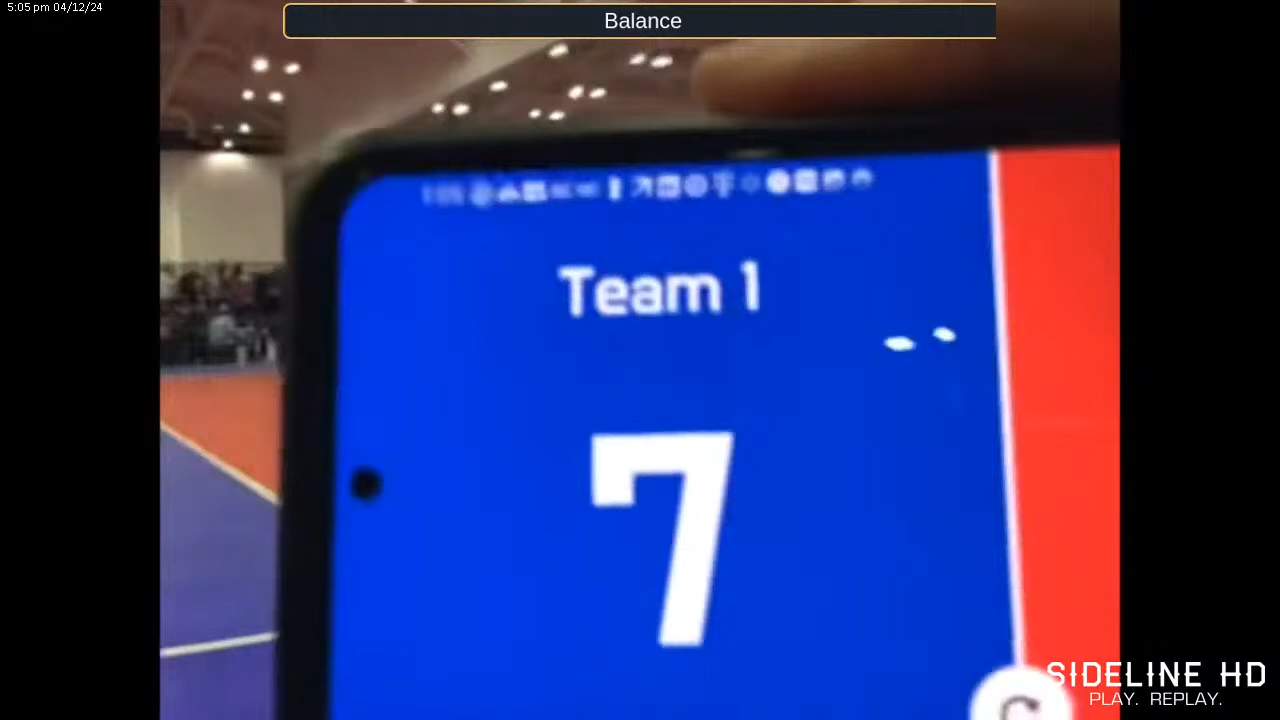 5:05 pm 04/12/24
Balance
Team 1
7
SIDELINE HD
PLAY. REPLAY.